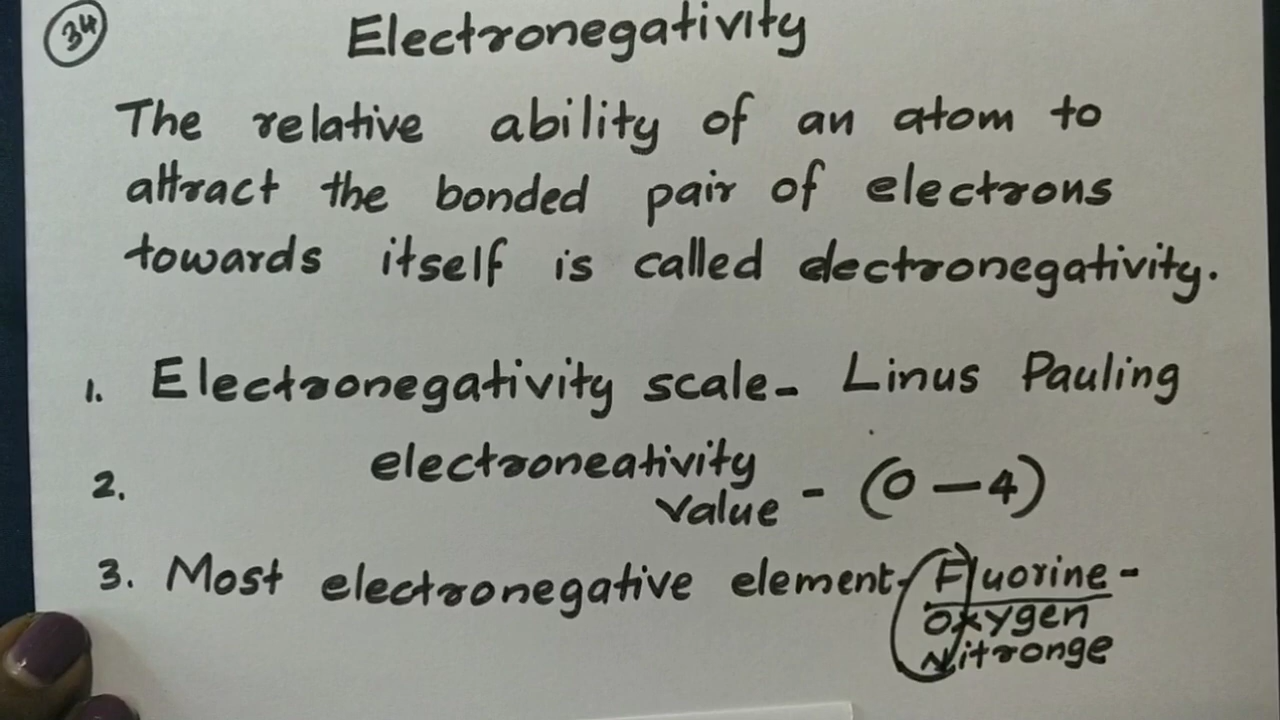 34
Electronegativity
The relative ability of an atom to
attract the bonded pair of electrons
towards itself is called electronegativity.
1. Electronegativity scale - Linus Pauling
2. electroneativity
value - (0-4)
3. Most electronegative element - Fluorine -
Oxygen
Nitronge